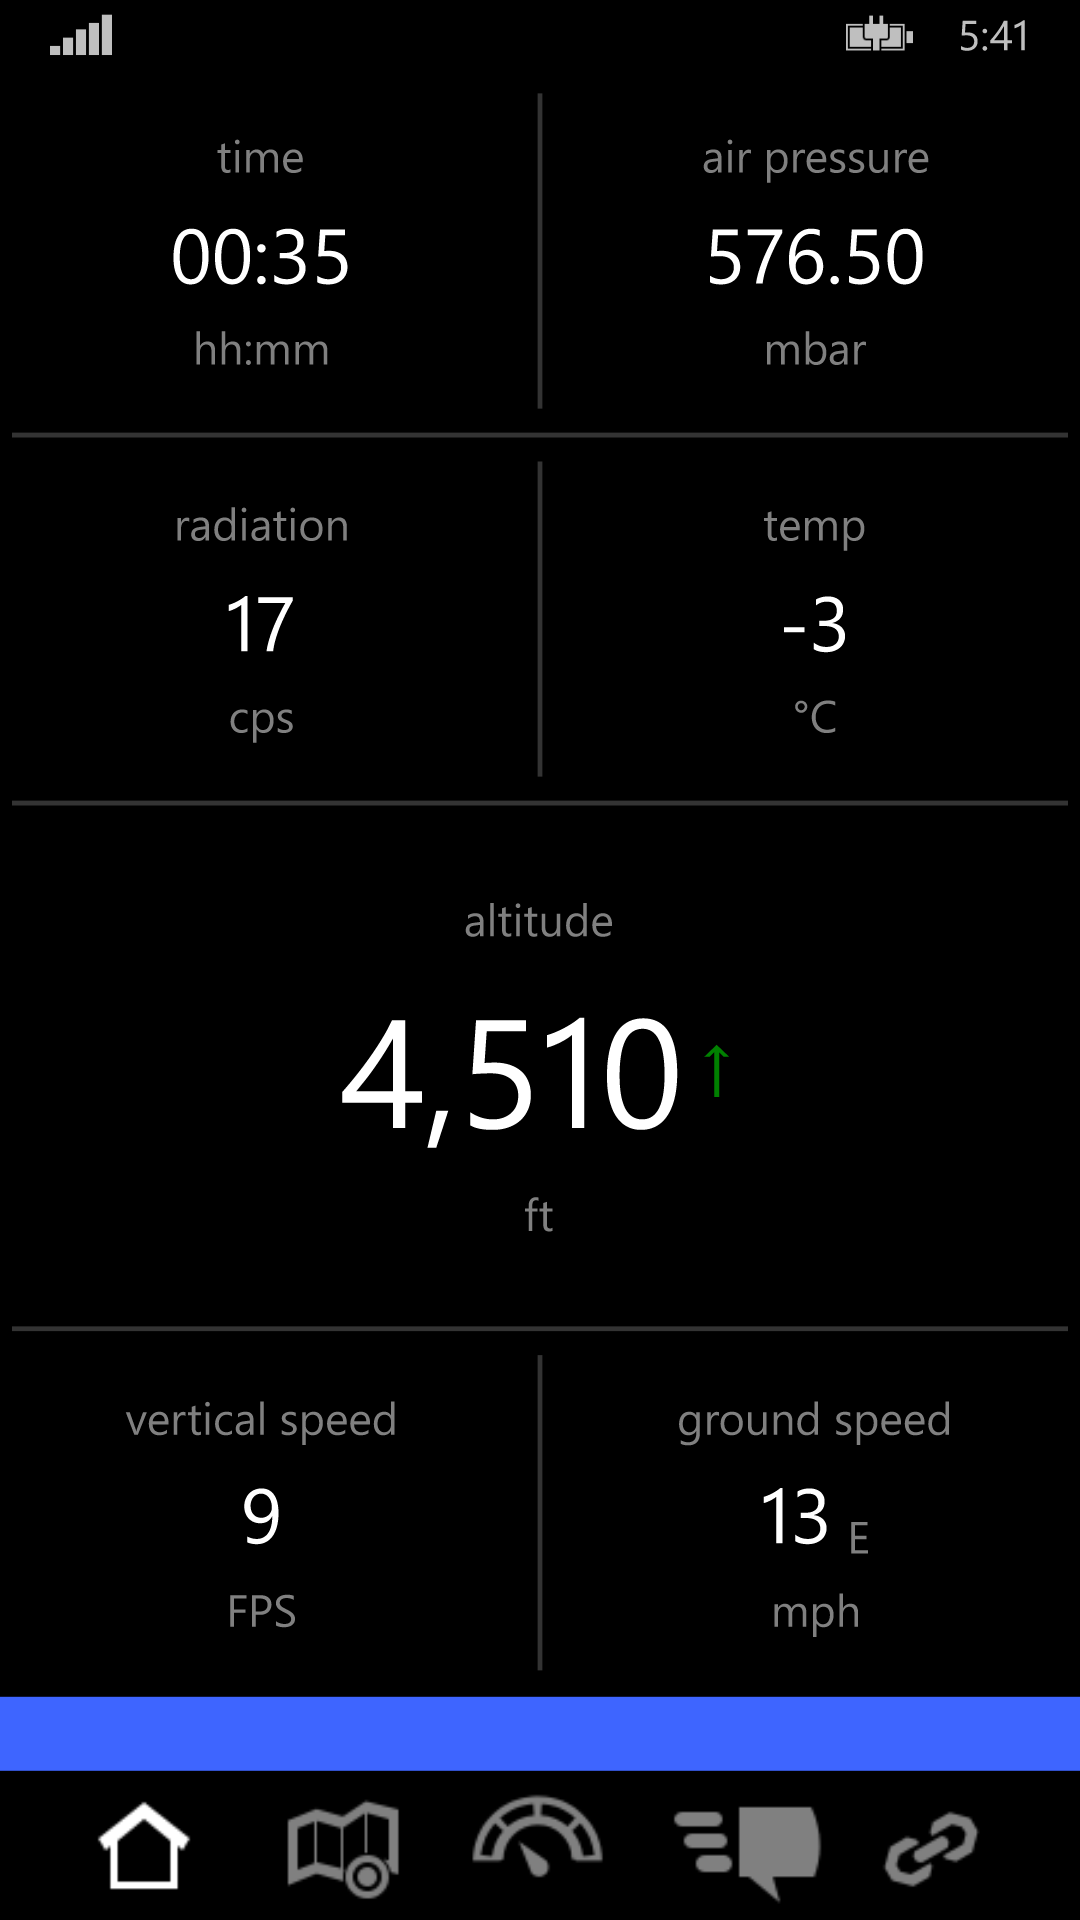 5:41
time
00:35
hh:mm
air pressure
576.50
mbar
radiation
17
cps
temp
-3
°C
altitude
4,510 ↑
ft
vertical speed
9
FPS
ground speed
13 E
mph